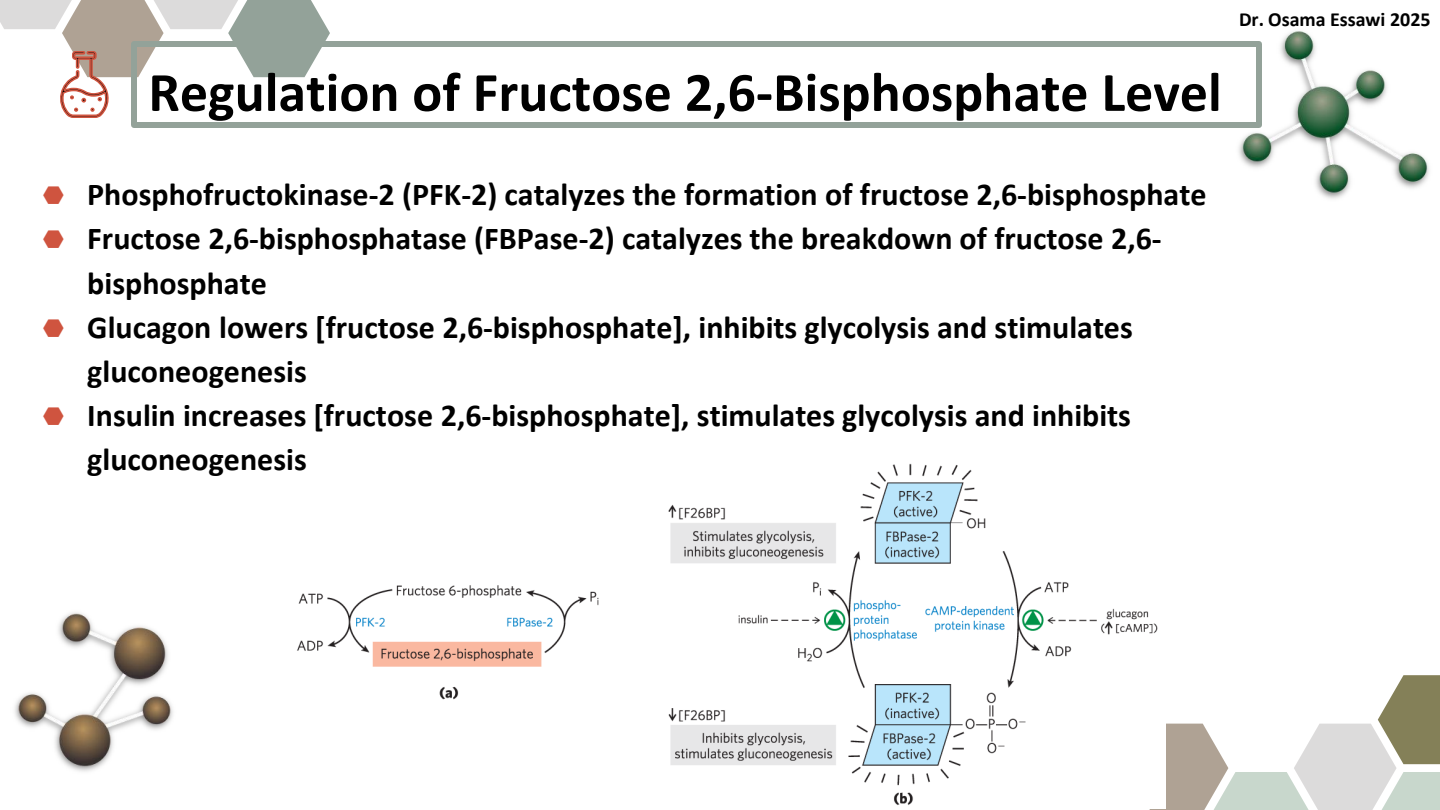 Dr. Osama Essawi 2025
Regulation of Fructose 2,6-Bisphosphate Level
Phosphofructokinase-2 (PFK-2) catalyzes the formation of fructose 2,6-bisphosphate
Fructose 2,6-bisphosphatase (FBPase-2) catalyzes the breakdown of fructose 2,6-
bisphosphate
Glucagon lowers [fructose 2,6-bisphosphate], inhibits glycolysis and stimulates
gluconeogenesis
Insulin increases [fructose 2,6-bisphosphate], stimulates glycolysis and inhibits
gluconeogenesis
ATP
Fructose 6-phosphate
Pi
PFK-2
FBPase-2
ADP
Fructose 2,6-bisphosphate
(a)
↑[F26BP]
Stimulates glycolysis,
inhibits gluconeogenesis
PFK-2
(active)
OH
FBPase-2
(inactive)
Pi
insulin
H2O
phospho-
protein
phosphatase
cAMP-dependent
protein kinase
ATP
glucagon
(↑[cAMP])
ADP
↓[F26BP]
Inhibits glycolysis,
stimulates gluconeogenesis
PFK-2
(inactive)
FBPase-2
(active)
O
O—P—O−
O−
(b)